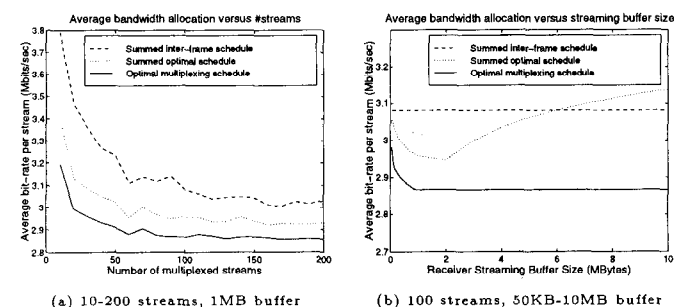 Average bandwidth allocation versus #streams
3.8
3.7
3.6
3.5
3.4
3.3
3.2
3.1
3
2.9
2.8
Average bit-rate per stream (Mbits/sec)
Summed inter-frame schedule
Summed optimal schedule
Optimal multiplexing schedule
0 50 100 150 200
Number of multiplexed streams
(a) 10-200 streams, 1MB buffer
Average bandwidth allocation versus streaming buffer size
3.3
3.2
3.1
3
2.9
2.8
2.7
Average bit-rate per stream (Mbits/sec)
Summed inter-frame schedule
Summed optimal schedule
Optimal multiplexing schedule
0 2 4 6 8 10
Receiver Streaming Buffer Size (MBytes)
(b) 100 streams, 50KB-10MB buffer